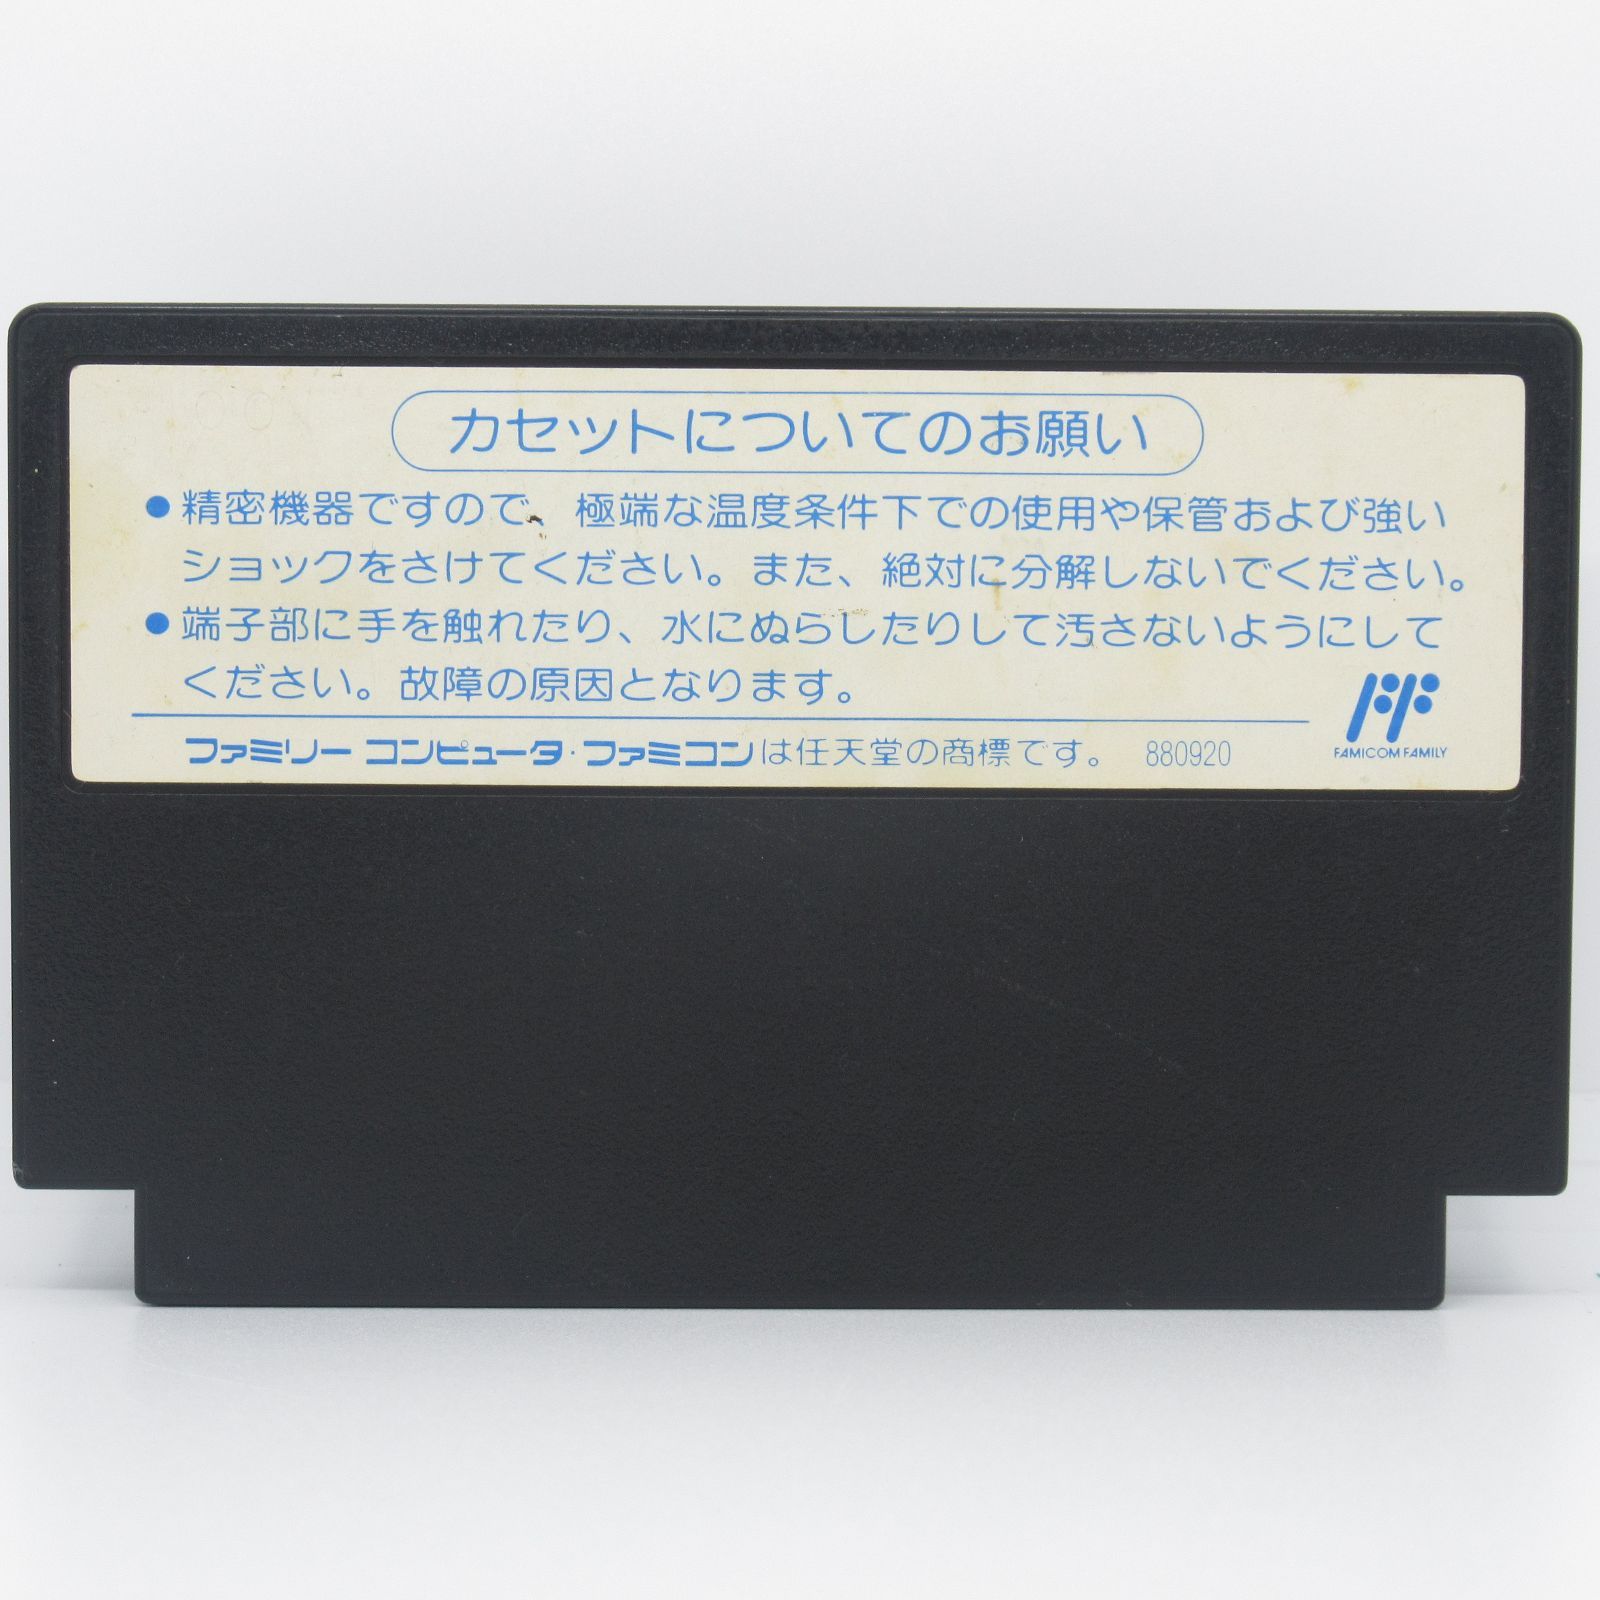 カセットについてのお願い
●精密機器ですので、極端な温度条件下での使用や保管および強い
ショックをさけてください。また、絶対に分解しないでください。
●端子部に手を触れたり、水にぬらしたりして汚さないようにして
ください。故障の原因となります。
ファミリーコンピュータ・ファミコンは任天堂の商標です。 880920
FAMICOM FAMILY